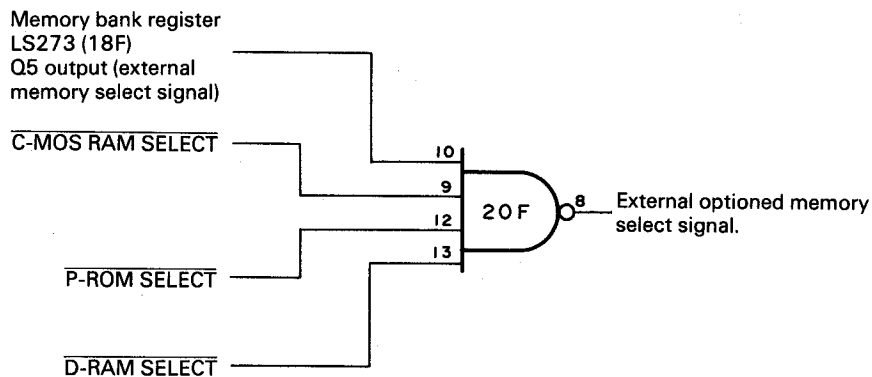 Memory bank register
LS273 (18F)
Q5 output (external
memory select signal)
C-MOS RAM SELECT
10
9
12
13
20F
8
External optioned memory
select signal.
P-ROM SELECT
D-RAM SELECT